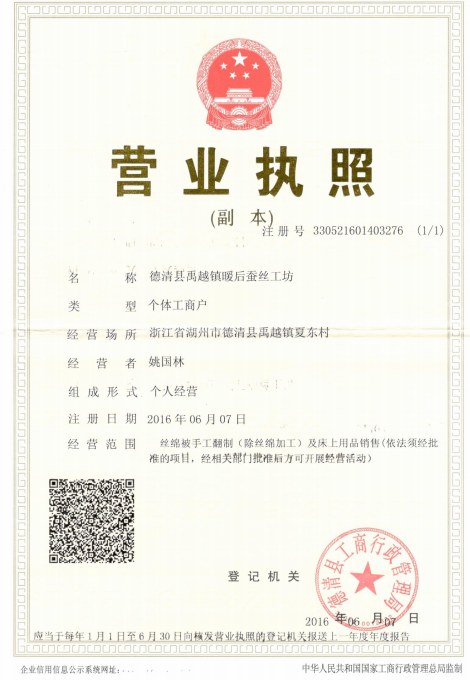 营业执照
(副 本)
注册号 330521601403276 (1/1)
名 称 德清县禹越镇暖后蚕丝工坊
类 型 个体工商户
经营场所 浙江省湖州市德清县禹越镇夏东村
经营者 姚国林
组成形式 个人经营
注册日期 2016年06月07日
经营范围 丝绵被手工翻制（除丝绵加工）及床上用品销售(依法须经批
准的项目，经相关部门批准后方可开展经营活动）
登记机关
德清县工商行政管理局
2016 年06 月07 日
应当于每年1月1日至6月30日向核发营业执照的登记机关报送上一年度年度报告
企业信用信息公示系统网址:
中华人民共和国国家工商行政管理总局监制